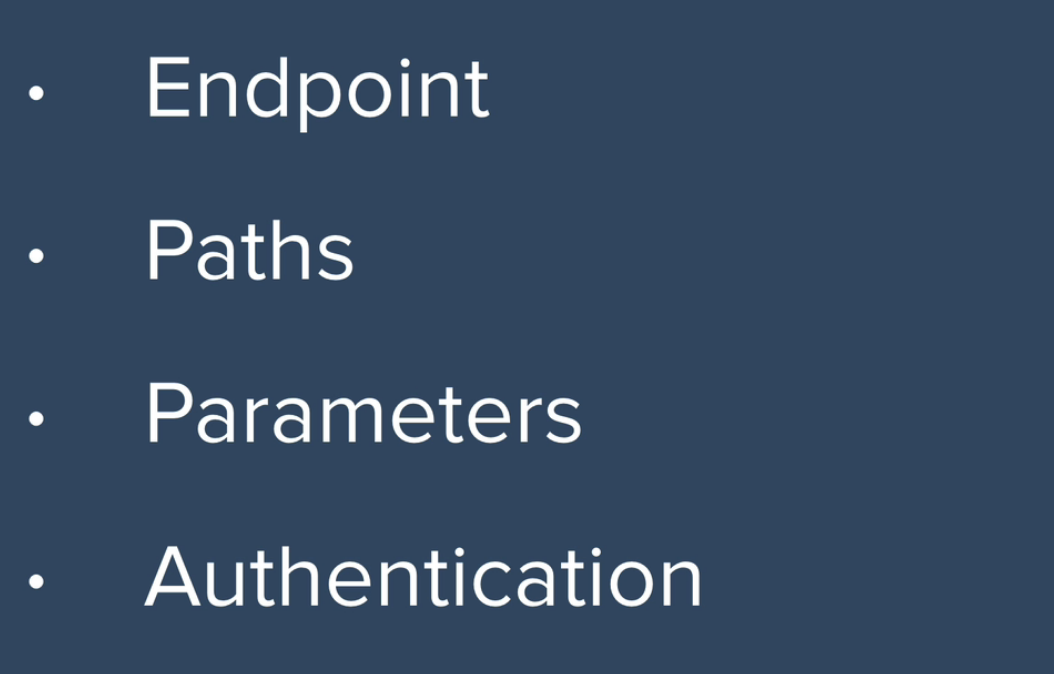 • Endpoint
• Paths
• Parameters
• Authentication